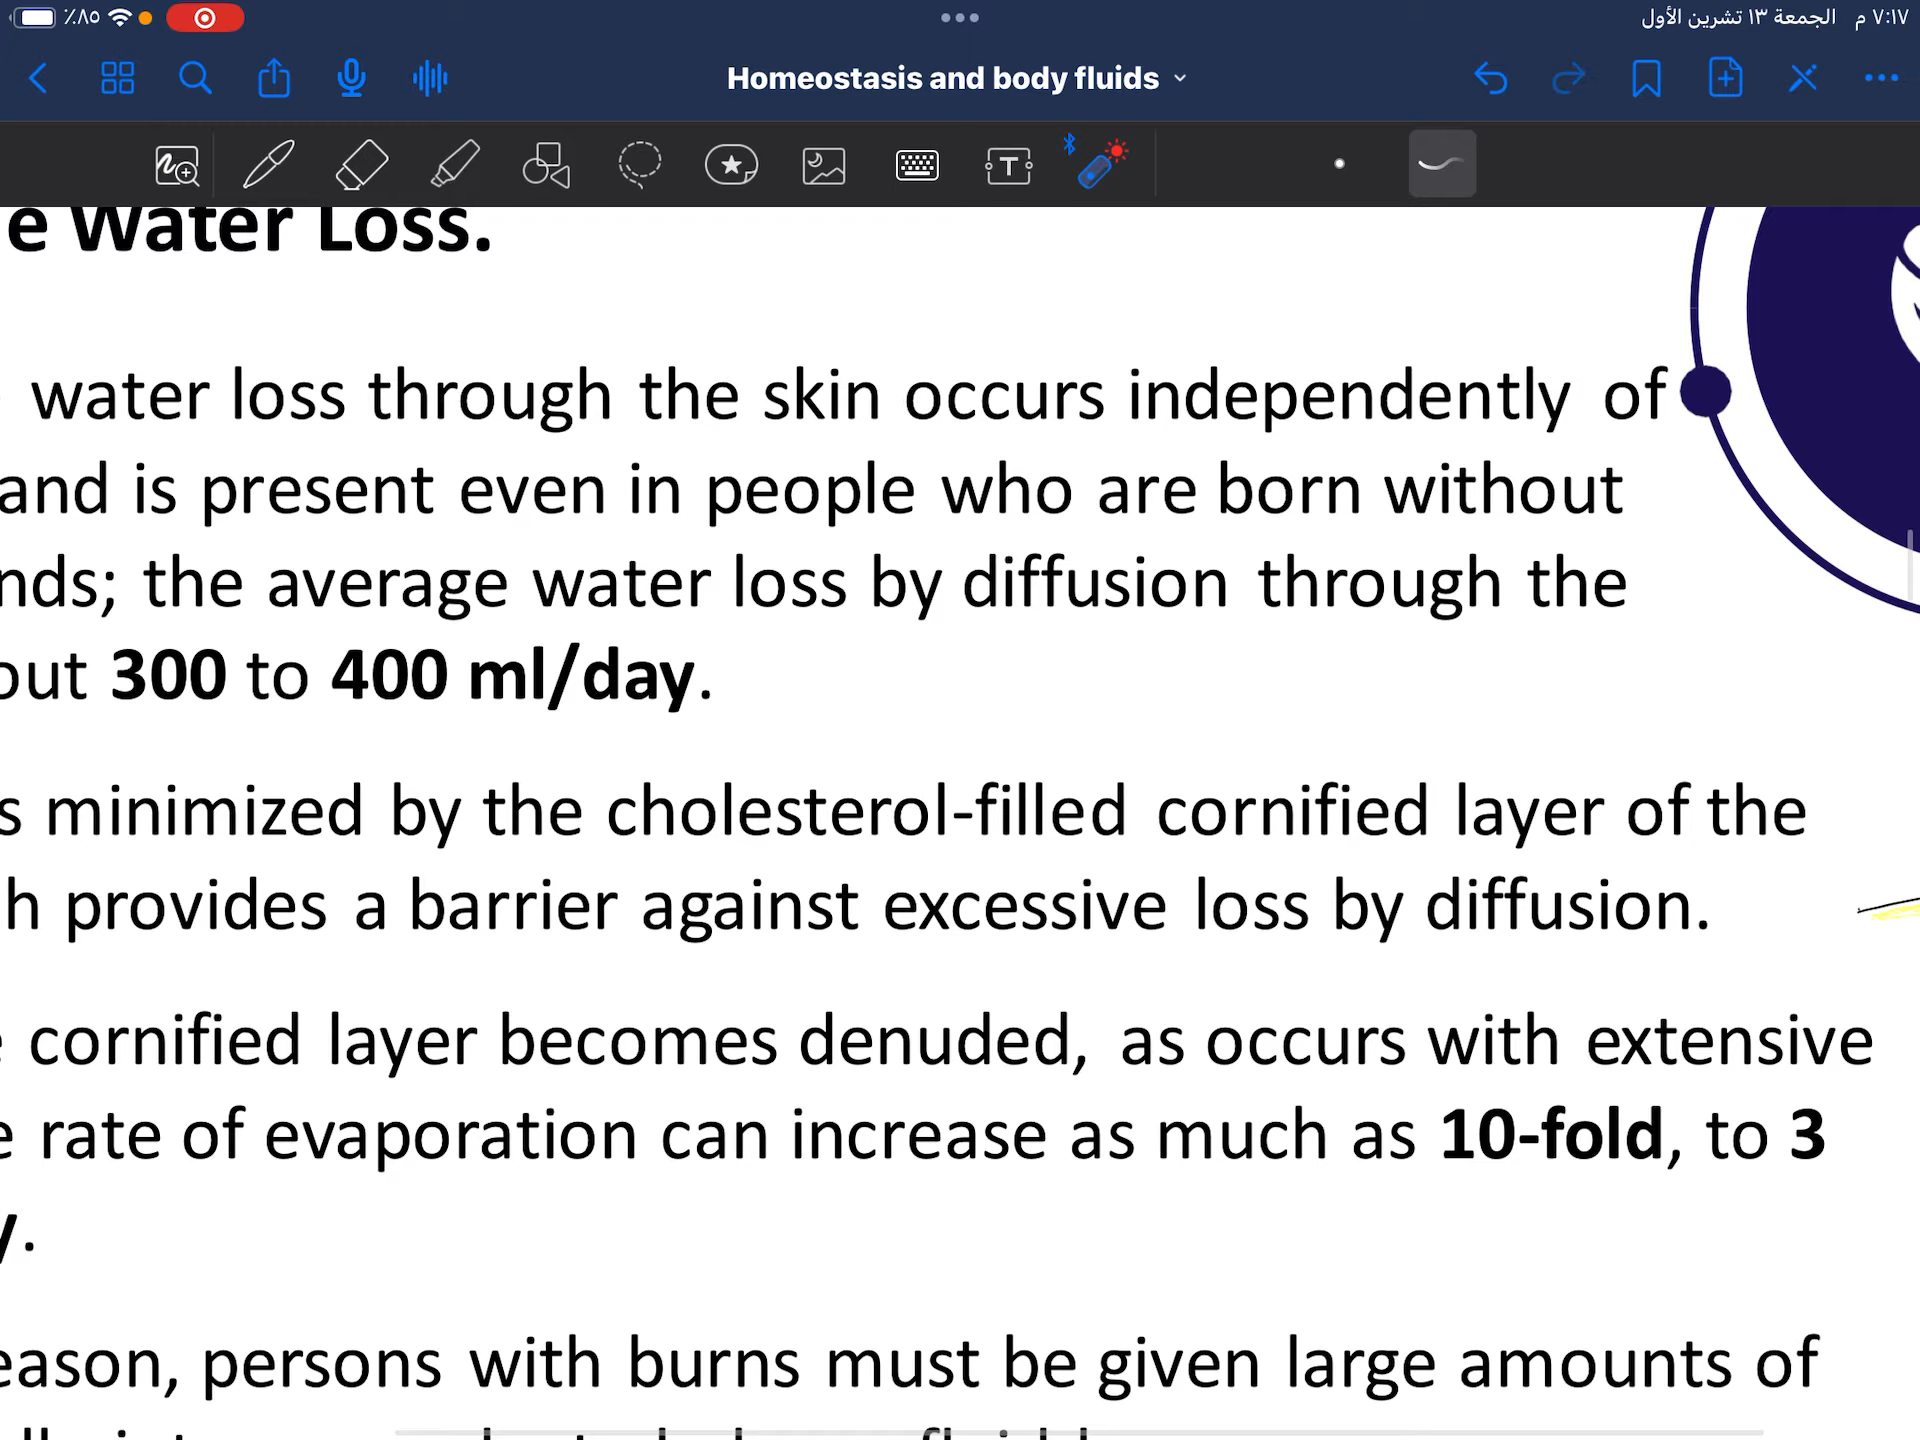 ٪٨٥
٧:١٧ م الجمعة ١٣ تشرين الأول
Homeostasis and body fluids
T
e Water Loss.
water loss through the skin occurs independently of
and is present even in people who are born without
nds; the average water loss by diffusion through the
out 300 to 400 ml/day.
s minimized by the cholesterol-filled cornified layer of the
h provides a barrier against excessive loss by diffusion.
e cornified layer becomes denuded, as occurs with extensive
e rate of evaporation can increase as much as 10-fold, to 3
y.
eason, persons with burns must be given large amounts of